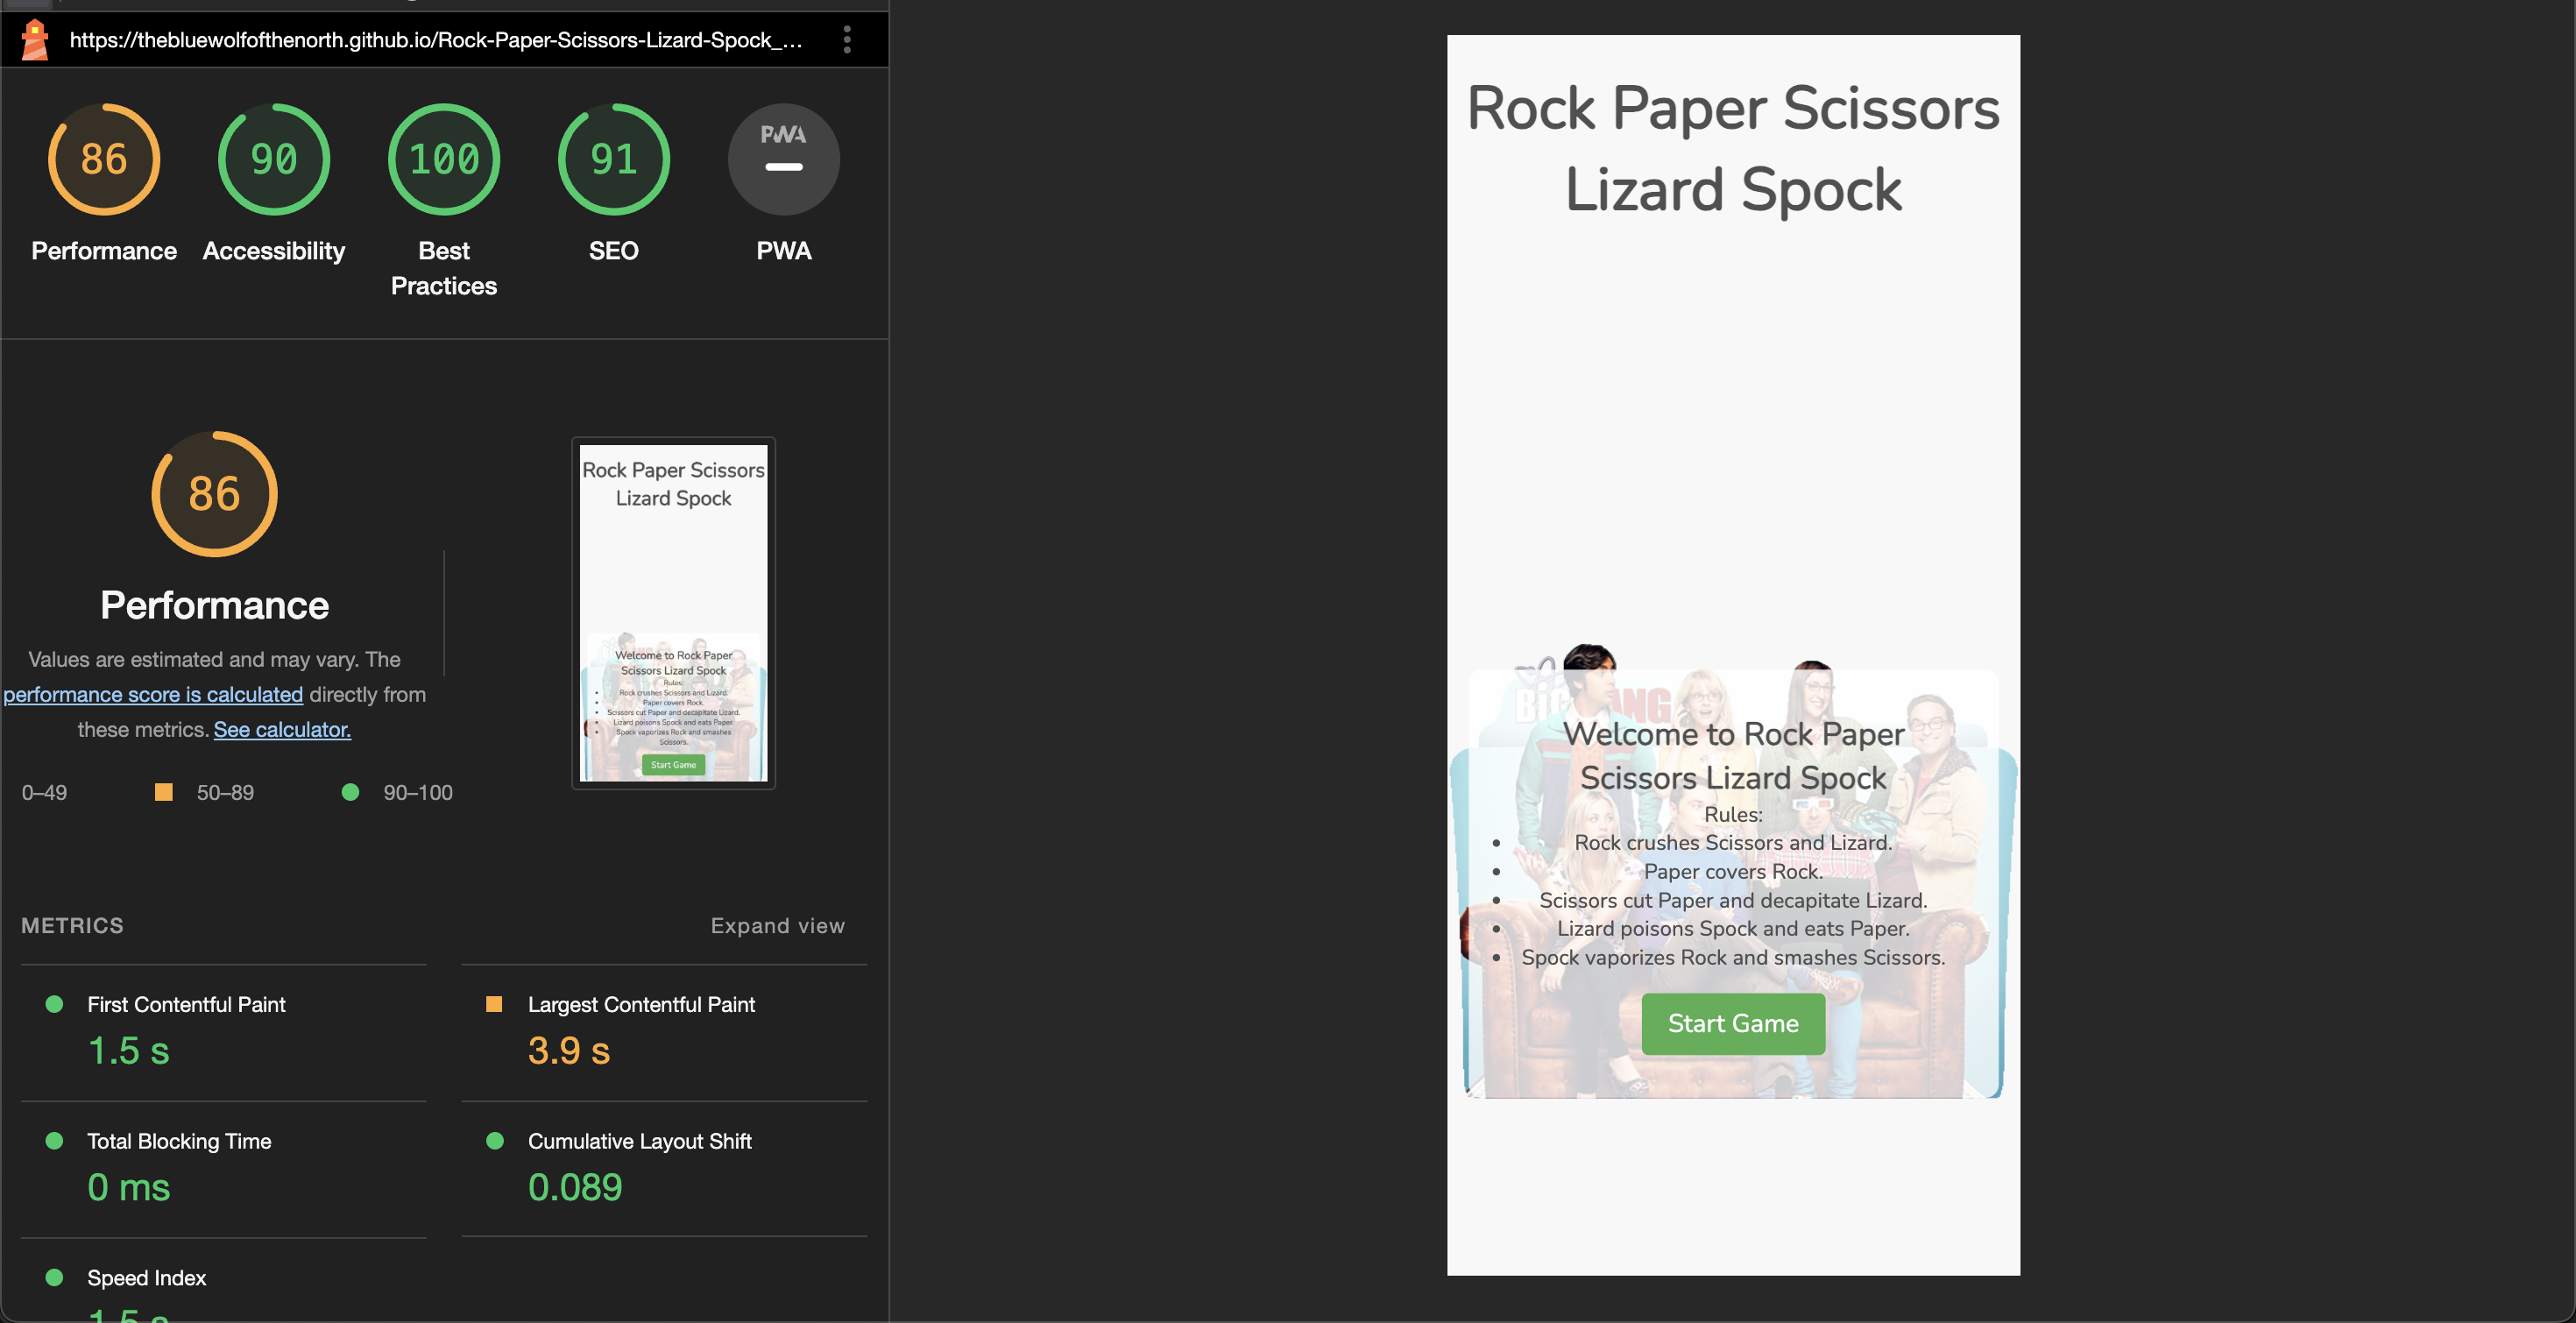 https://thebluewolfofthenorth.github.io/Rock-Paper-Scissors-Lizard-Spock_...
86
90
100
91
PWA
Performance
Accessibility
Best
Practices
SEO
PWA
86
Performance
Values are estimated and may vary. The
performance score is calculated directly from
these metrics. See calculator.
0–49
50–89
90–100
Rock Paper Scissors
Lizard Spock
Welcome to Rock Paper
Scissors Lizard Spock
Rules:
Rock crushes Scissors and Lizard.
Paper covers Rock.
Scissors cut Paper and decapitate Lizard.
Lizard poisons Spock and eats Paper.
Spock vaporizes Rock and smashes
Scissors.
Start Game
METRICS
Expand view
First Contentful Paint
1.5 s
Largest Contentful Paint
3.9 s
Total Blocking Time
0 ms
Cumulative Layout Shift
0.089
Speed Index
1.5 s
Rock Paper Scissors
Lizard Spock
BIG BANG
Welcome to Rock Paper
Scissors Lizard Spock
Rules:
Rock crushes Scissors and Lizard.
Paper covers Rock.
Scissors cut Paper and decapitate Lizard.
Lizard poisons Spock and eats Paper.
Spock vaporizes Rock and smashes Scissors.
Start Game